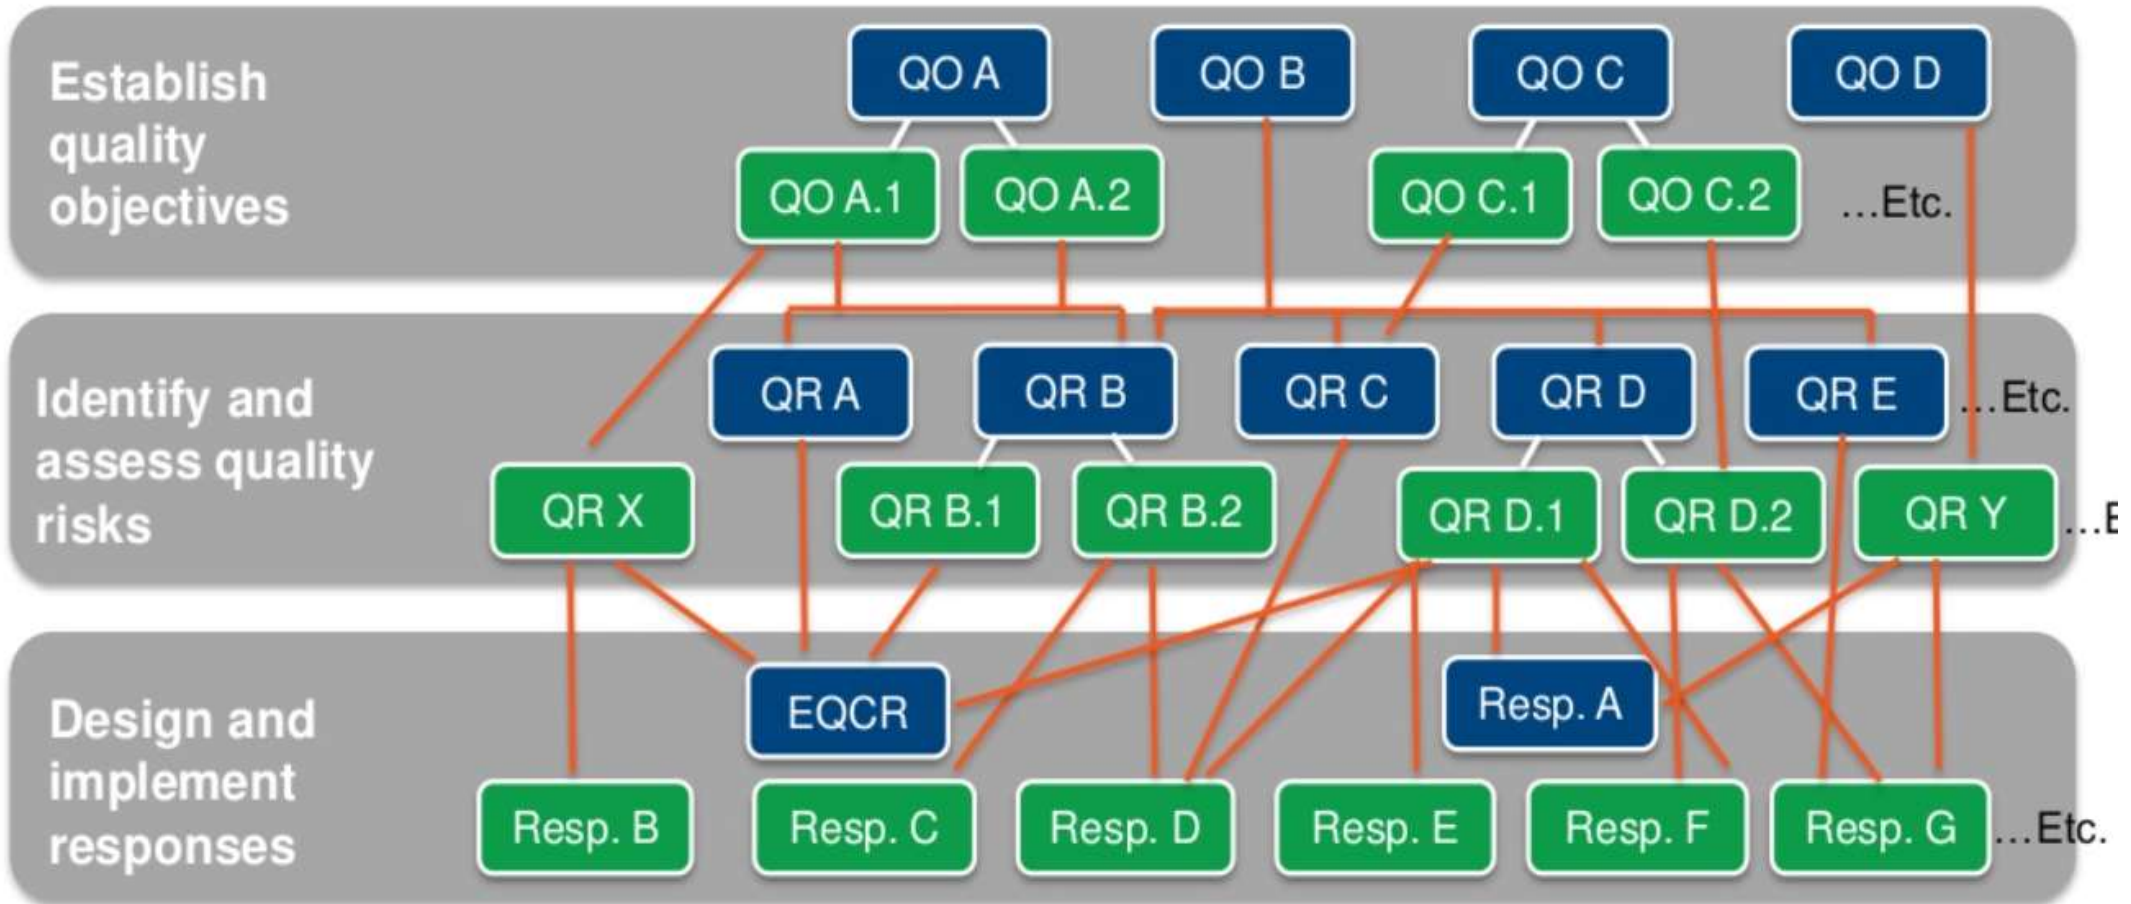 Establish
quality
objectives
QO A
QO B
QO C
QO D
QO A.1
QO A.2
QO C.1
QO C.2
...Etc.
Identify and
assess quality
risks
QR A
QR B
QR C
QR D
QR E
...Etc.
QR X
QR B.1
QR B.2
QR D.1
QR D.2
QR Y
...E
Design and
implement
responses
EQCR
Resp. A
Resp. B
Resp. C
Resp. D
Resp. E
Resp. F
Resp. G
...Etc.